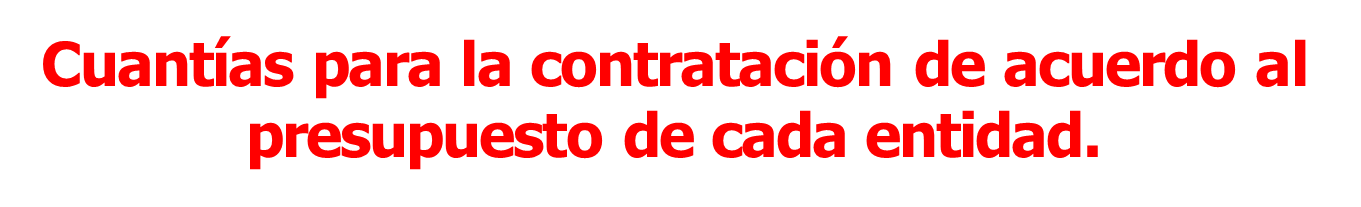 Cuantías para la contratación de acuerdo al
presupuesto de cada entidad.